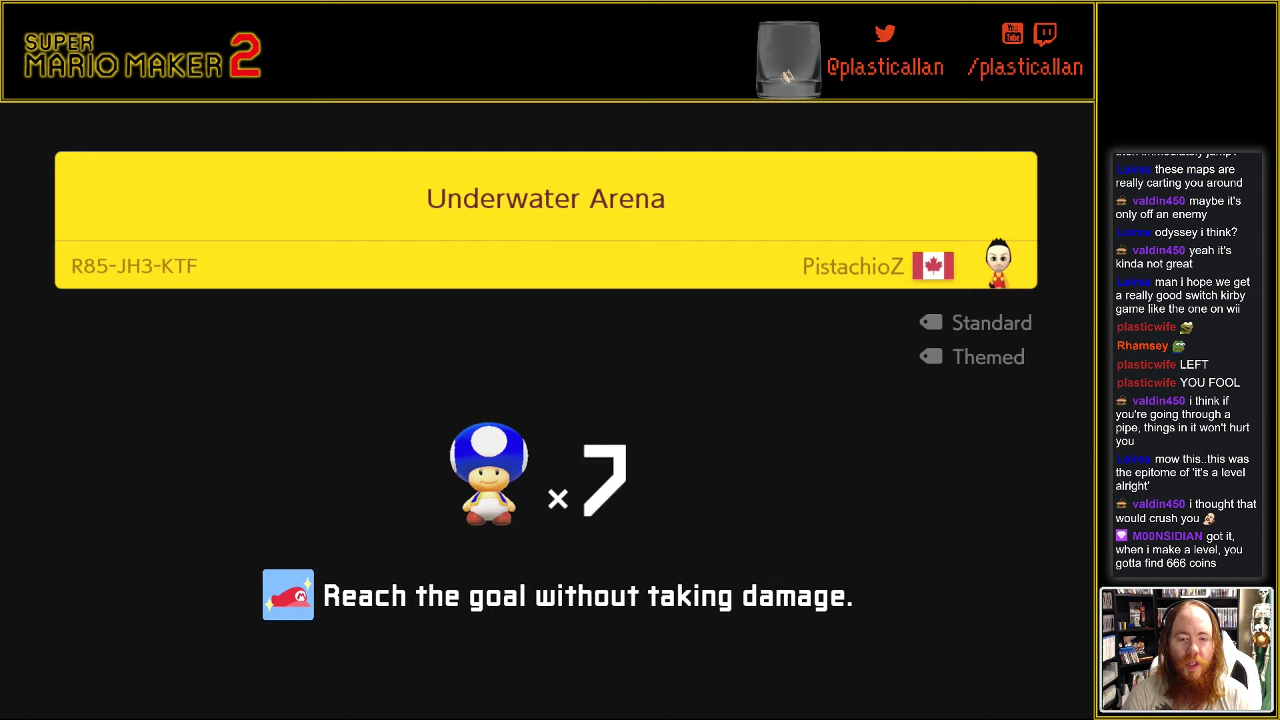 SUPER
MARIO MAKER 2
@plasticallan
/plasticallan
Underwater Arena
R85-JH3-KTF
PistachioZ
Standard
Themed
× 7
Reach the goal without taking damage.
these maps are
really carting you around
valdin450 maybe it's
only off an enemy
odyssey i think?
valdin450 yeah it's
kinda not great
man I hope we get
a really good switch kirby
game like the one on wii
plasticwife
Rhamsey
plasticwife LEFT
plasticwife YOU FOOL
valdin450 i think if
you're going through a
pipe, things in it won't hurt
you
mow this..this was
the epitome of 'it's a level
alright'
valdin450 i thought that
would crush you
M00NSIDIAN got it,
when i make a level, you
gotta find 666 coins